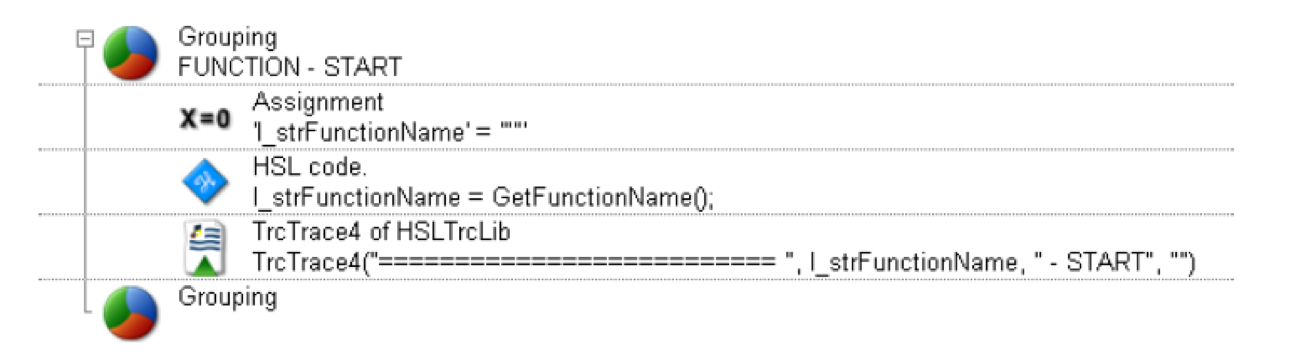 Grouping
FUNCTION - START
X=0
Assignment
'l_strFunctionName' = '""'
HSL code.
l_strFunctionName = GetFunctionName();
TrcTrace4 of HSLTrcLib
TrcTrace4("========================== ", l_strFunctionName, " - START", "")
Grouping